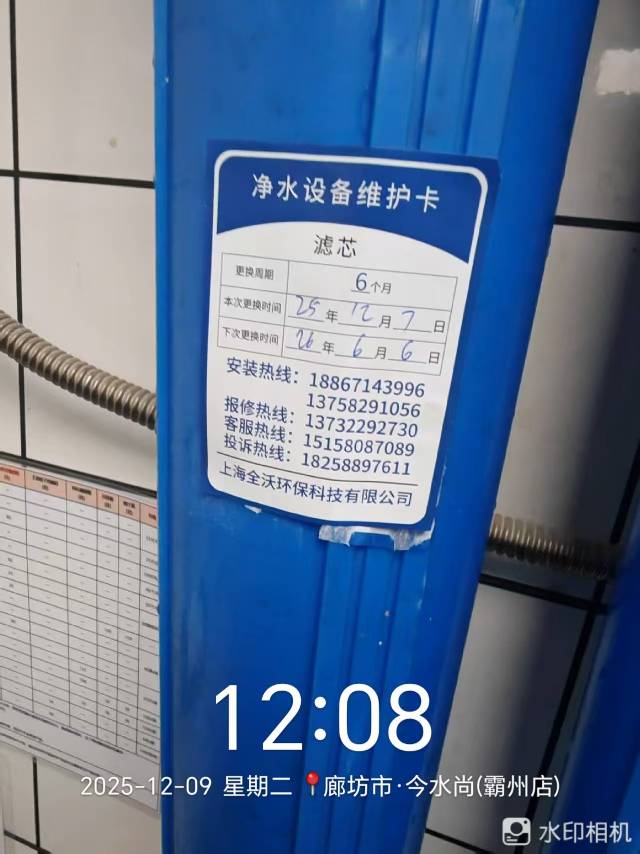 净水设备维护卡
滤芯
更换周期 6个月
本次更换时间 25年12月7日
下次更换时间 26年6月6日
安装热线：18867143996
13758291056
报修热线：13732292730
客服热线：15158087089
投诉热线：18258897611
上海全沃环保科技有限公司
12:08
2025-12-09 星期二 廊坊市·今水尚(霸州店)
水印相机